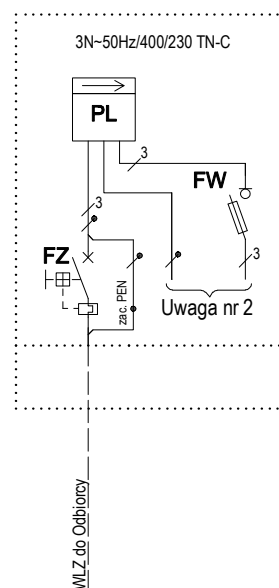 3N~50Hz/400/230 TN-C
PL
3
3
FW
FZ
zac. PEN
3
Uwaga nr 2
WLZ do Odbiorcy